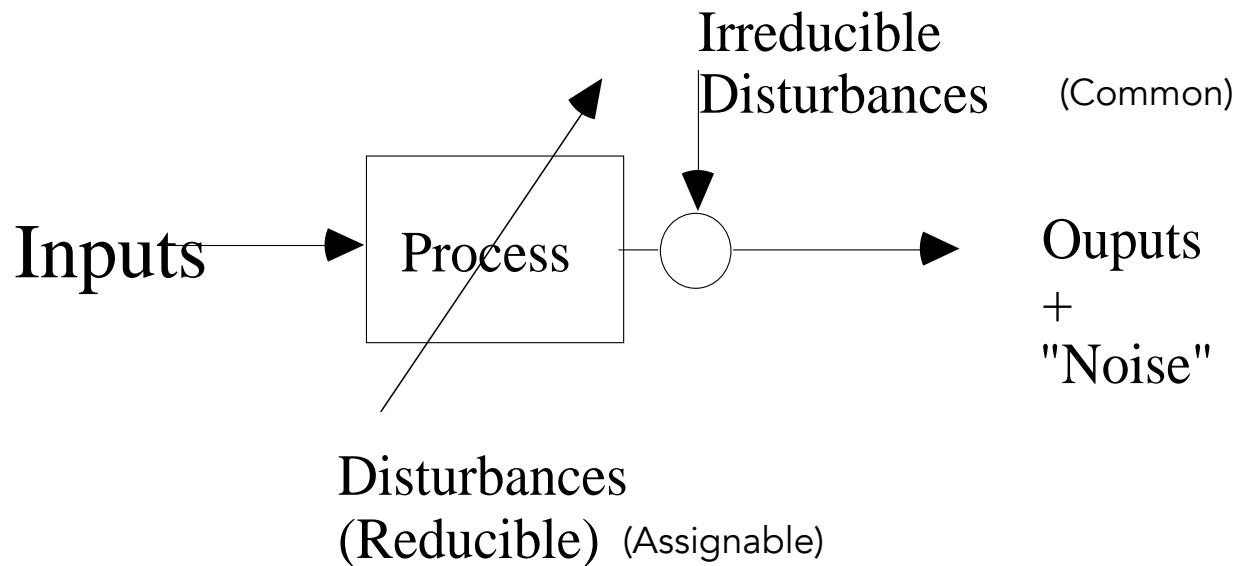 Irreducible
Disturbances (Common)
Inputs
Process
Ouputs
+
"Noise"
Disturbances
(Reducible) (Assignable)